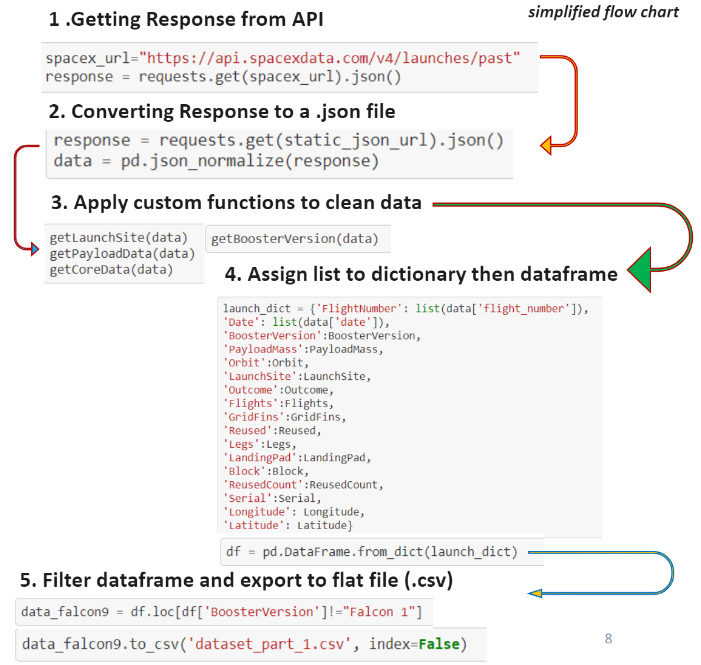 1 .Getting Response from API
simplified flow chart
spacex_url="https://api.spacexdata.com/v4/launches/past"
response = requests.get(spacex_url).json()
2. Converting Response to a .json file
response = requests.get(static_json_url).json()
data = pd.json_normalize(response)
3. Apply custom functions to clean data
getLaunchSite(data)
getPayloadData(data)
getCoreData(data)
getBoosterVersion(data)
4. Assign list to dictionary then dataframe
launch_dict = {'FlightNumber': list(data['flight_number']),
'Date': list(data['date']),
'BoosterVersion':BoosterVersion,
'PayloadMass':PayloadMass,
'Orbit':Orbit,
'LaunchSite':LaunchSite,
'Outcome':Outcome,
'Flights':Flights,
'GridFins':GridFins,
'Reused':Reused,
'Legs':Legs,
'LandingPad':LandingPad,
'Block':Block,
'ReusedCount':ReusedCount,
'Serial':Serial,
'Longitude': Longitude,
'Latitude': Latitude}
df = pd.DataFrame.from_dict(launch_dict)
5. Filter dataframe and export to flat file (.csv)
data_falcon9 = df.loc[df['BoosterVersion']!="Falcon 1"]
data_falcon9.to_csv('dataset_part_1.csv', index=False)
8